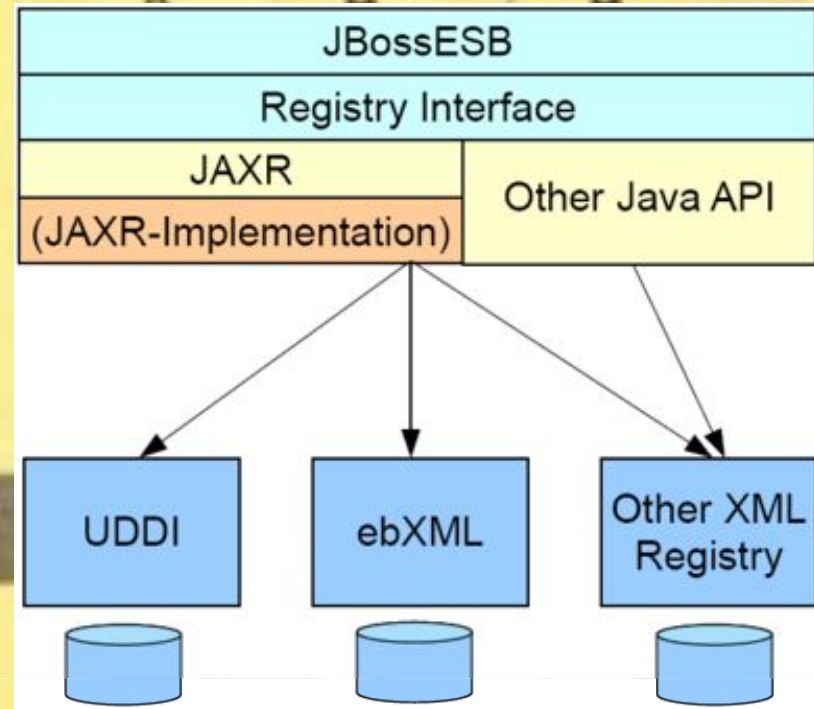 JBossESB
Registry Interface
JAXR
(JAXR-Implementation)
Other Java API
UDDI
ebXML
Other XML
Registry